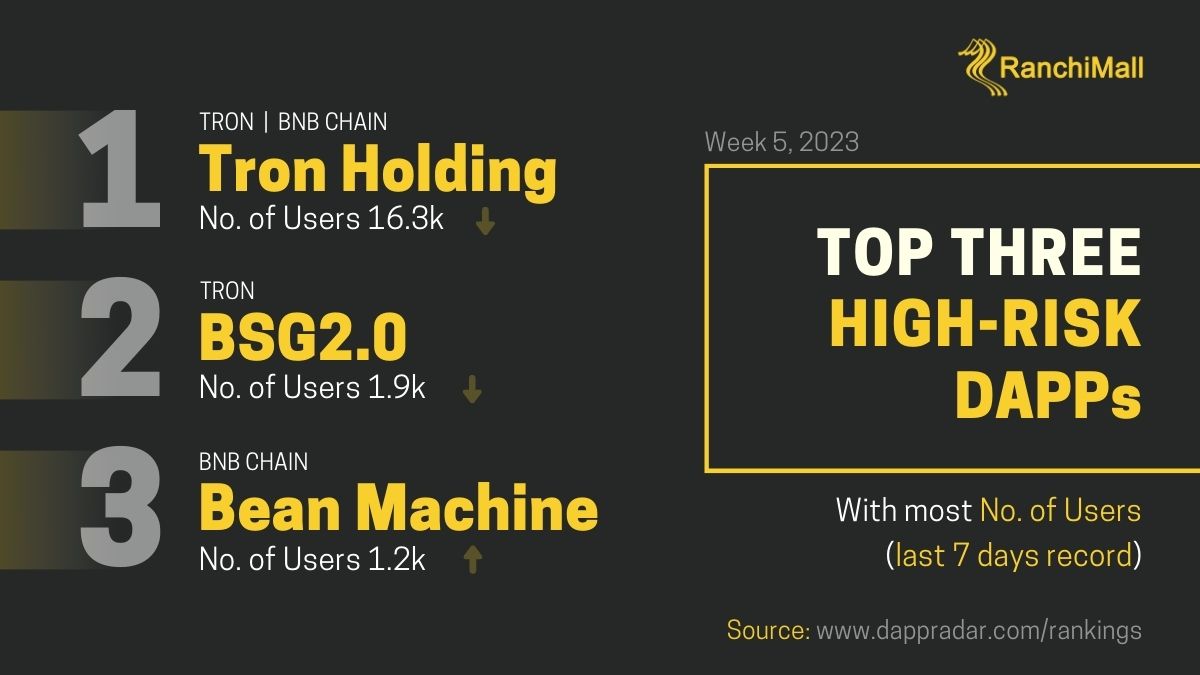 RanchiMall
1
TRON | BNB CHAIN
Tron Holding
No. of Users 16.3k
2
TRON
BSG2.0
No. of Users 1.9k
3
BNB CHAIN
Bean Machine
No. of Users 1.2k
Week 5, 2023
TOP THREE
HIGH-RISK
DAPPs
With most No. of Users
(last 7 days record)
Source: www.dappradar.com/rankings